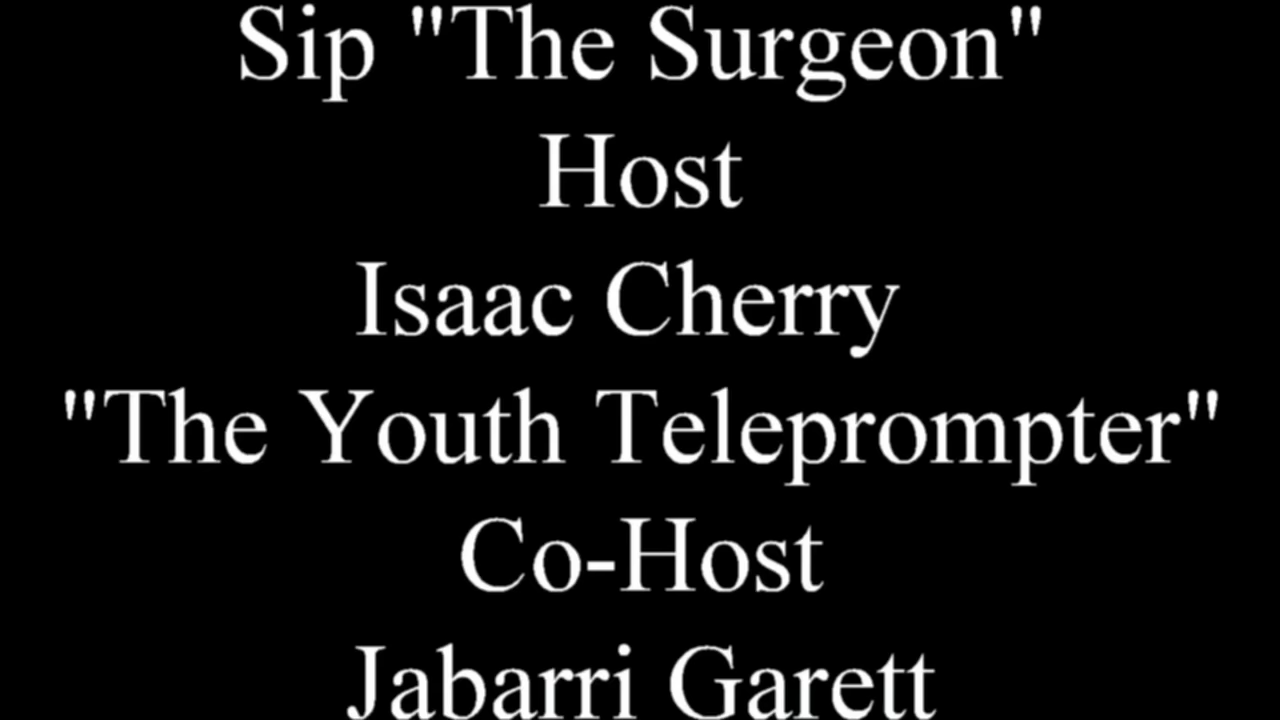 Sip "The Surgeon"
Host
Isaac Cherry
"The Youth Teleprompter"
Co-Host
Jabarri Garett